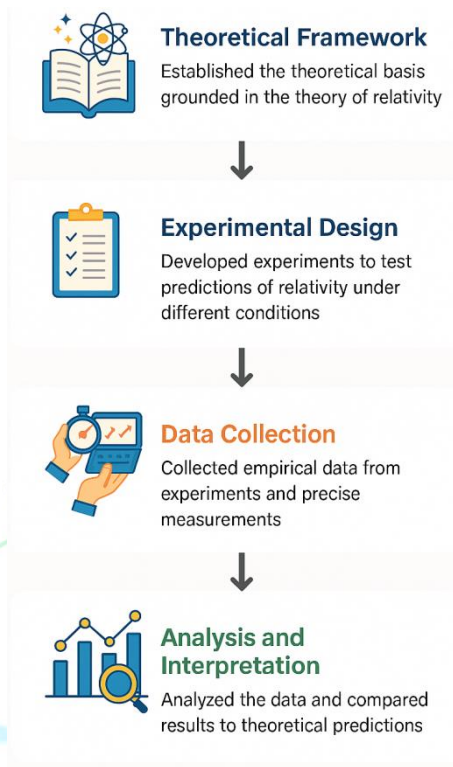 Theoretical Framework
Established the theoretical basis
grounded in the theory of relativity
Experimental Design
Developed experiments to test
predictions of relativity under
different conditions
Data Collection
Collected empirical data from
experiments and precise
measurements
Analysis and
Interpretation
Analyzed the data and compared
results to theoretical predictions